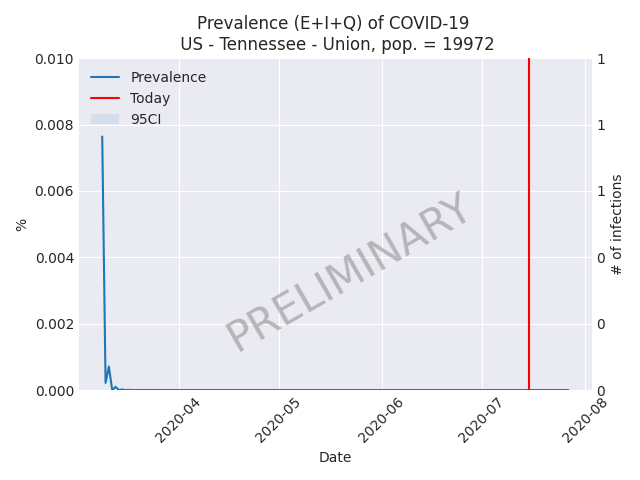 Prevalence (E+I+Q) of COVID-19
US - Tennessee - Union, pop. = 19972
0.010
0.008
0.006
0.004
0.002
0.000
%
Prevalence
Today
95CI
PRELIMINARY
1
1
1
0
0
0
# of infections
2020-04
2020-05
2020-06
2020-07
2020-08
Date